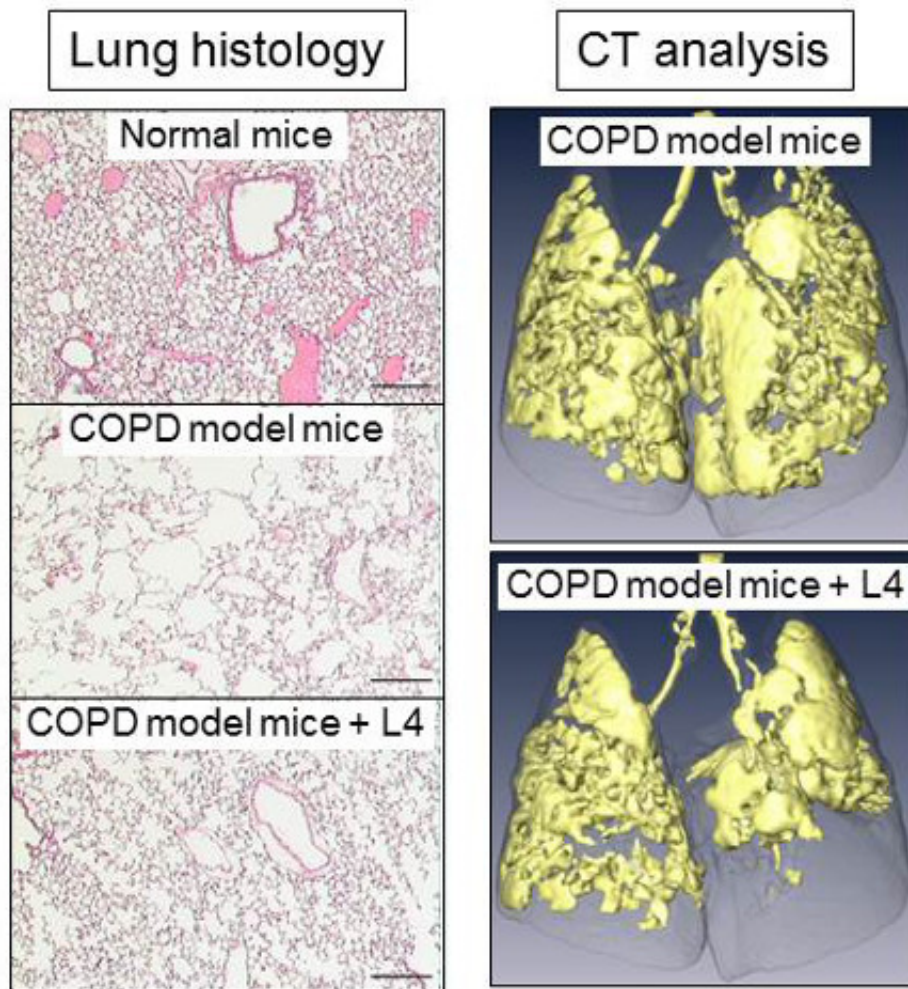 Lung histology
Normal mice
COPD model mice
COPD model mice + L4
CT analysis
COPD model mice
COPD model mice + L4